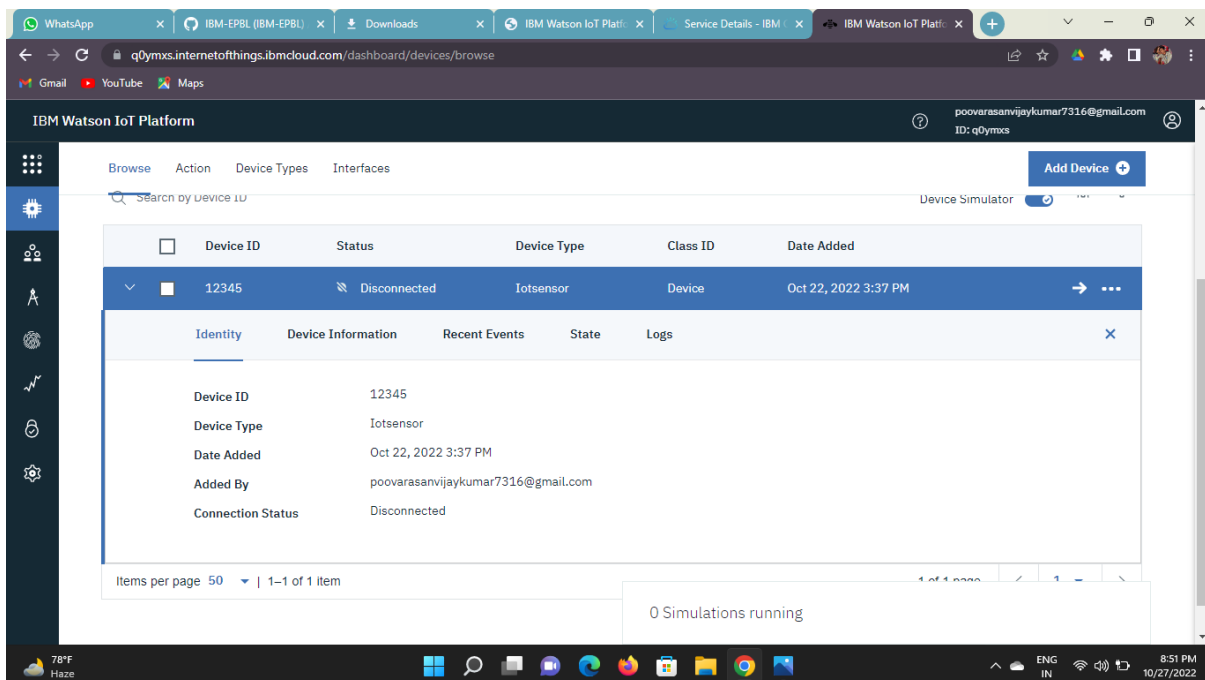 WhatsApp
IBM-EPBL (IBM-EPBL)
Downloads
IBM Watson IoT Platfo
Service Details - IBM C
IBM Watson IoT Platfo
q0ymxs.internetofthings.ibmcloud.com/dashboard/devices/browse
Gmail YouTube Maps
IBM Watson IoT Platform
poovarasanvijaykumar7316@gmail.com
ID: q0ymxs
Browse Action Device Types Interfaces
Add Device
Search by Device ID
Device Simulator
Device ID Status Device Type Class ID Date Added
12345 Disconnected Iotsensor Device Oct 22, 2022 3:37 PM
Identity Device Information Recent Events State Logs
Device ID 12345
Device Type Iotsensor
Date Added Oct 22, 2022 3:37 PM
Added By poovarasanvijaykumar7316@gmail.com
Connection Status Disconnected
Items per page 50 | 1–1 of 1 item
1 of 1 page 1
0 Simulations running
78°F
Haze
ENG
IN
8:51 PM
10/27/2022